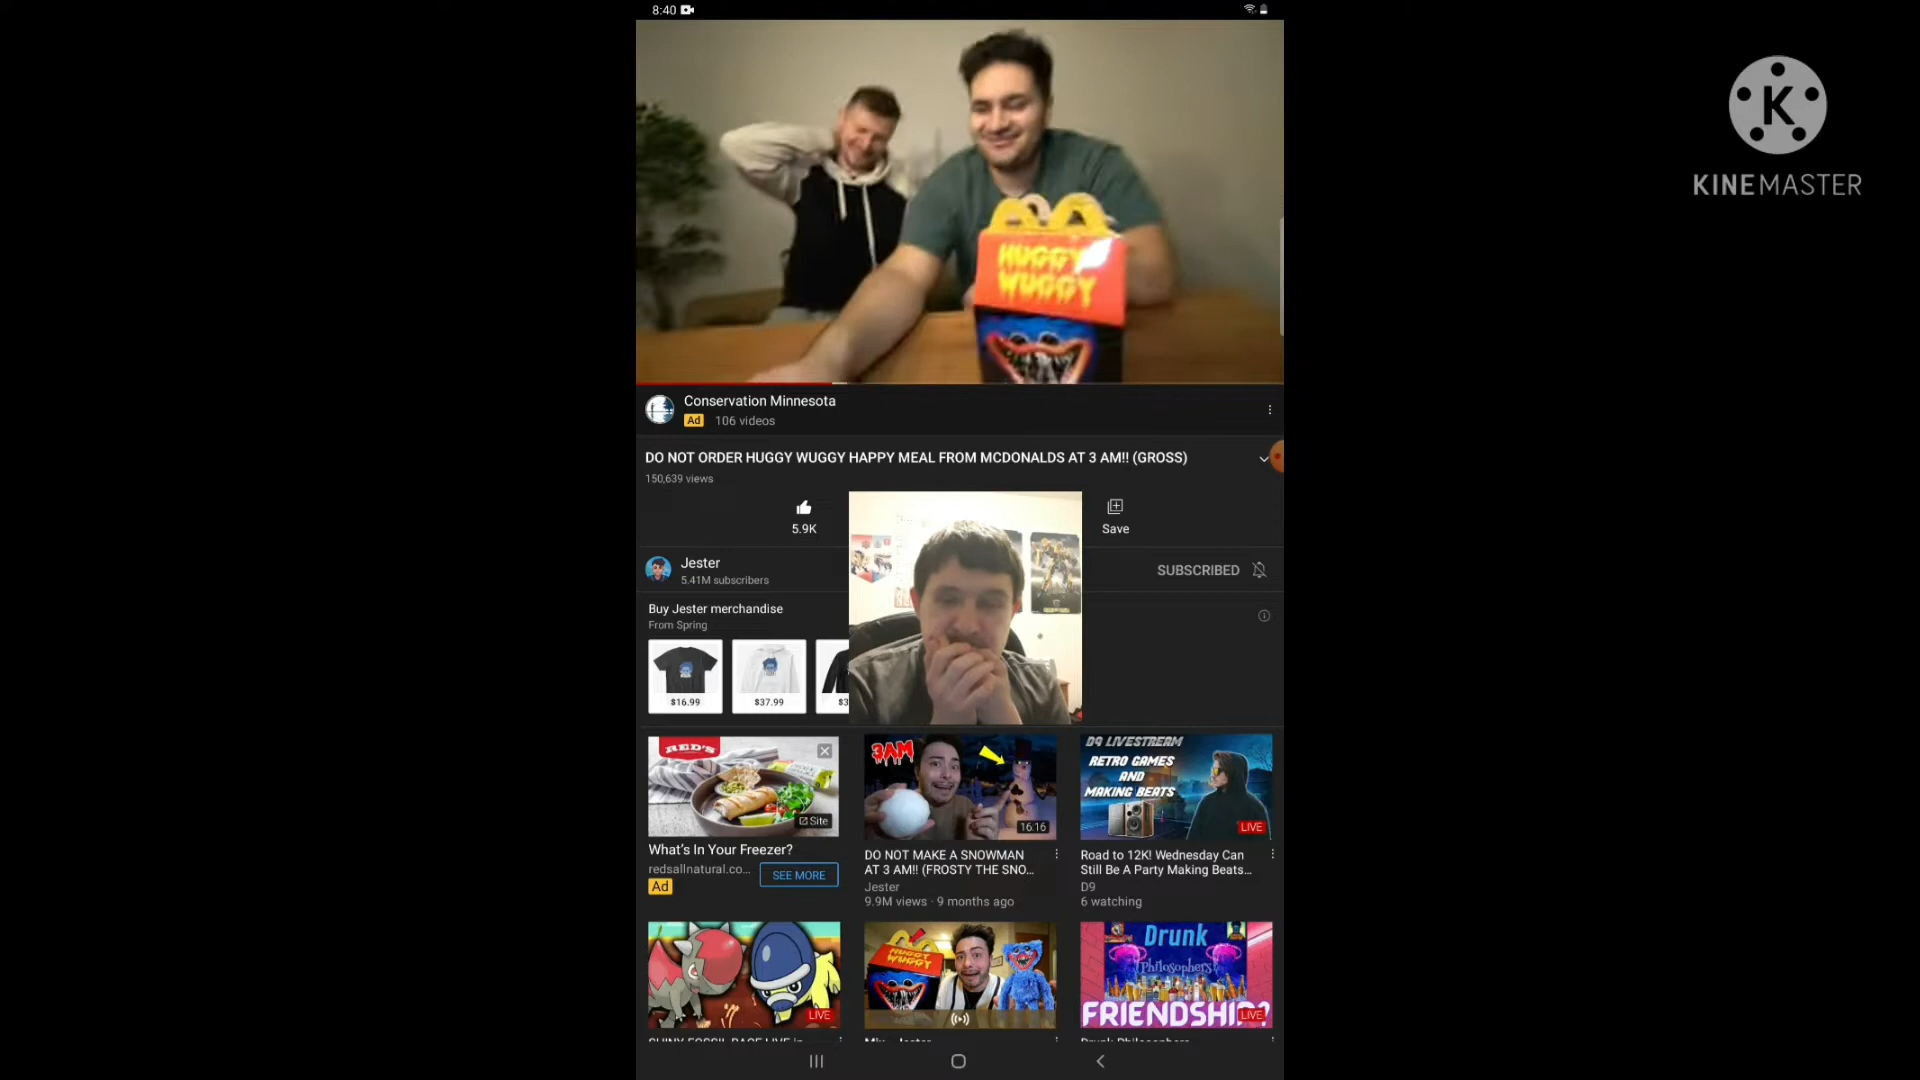 8:40
KINEMASTER
HUGGY
WUGGY
Conservation Minnesota
Ad 106 videos
DO NOT ORDER HUGGY WUGGY HAPPY MEAL FROM MCDONALDS AT 3 AM!! (GROSS)
150,639 views
5.9K
Save
Jester
5.41M subscribers
SUBSCRIBED
Buy Jester merchandise
From Spring
$16.99
$37.99
$3
RED'S
Site
What's In Your Freezer?
redsallnatural.co...
Ad
SEE MORE
3AM
16:16
DO NOT MAKE A SNOWMAN
AT 3 AM!! (FROSTY THE SNO...
Jester
9.9M views · 9 months ago
D9 LIVESTREAM
RETRO GAMES
AND
MAKING BEATS
LIVE
Road to 12K! Wednesday Can
Still Be A Party Making Beats...
D9
6 watching
LIVE
HUGGY
WUGGY
Drunk
Philosophers
FRIENDSHIP?
LIVE